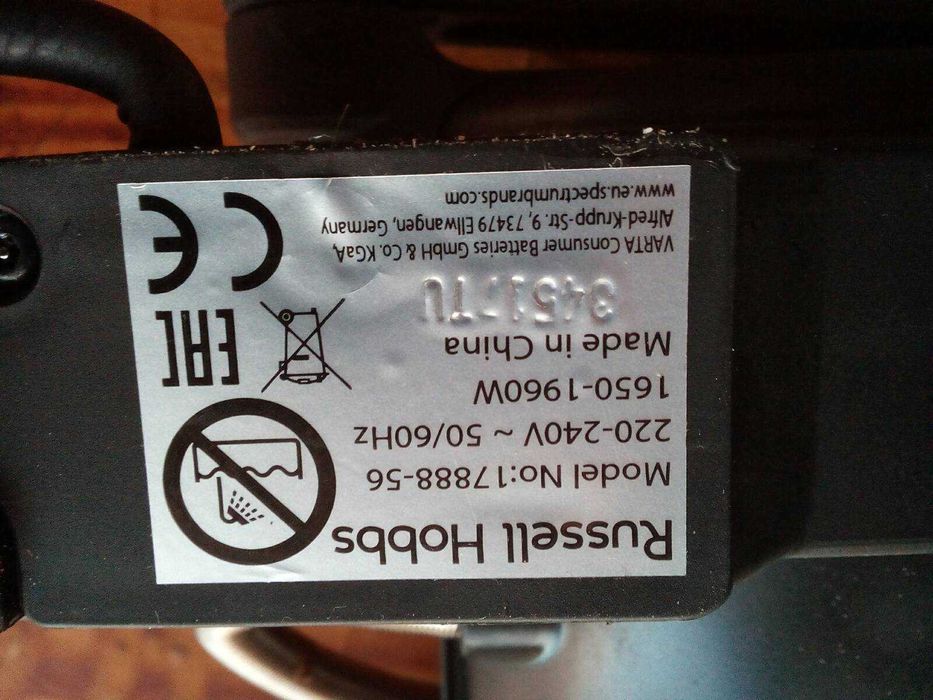 Russell Hobbs
Model No:17888-56
220-240V ~ 50/60Hz
1650-1960W
Made in China
34517TU
VARTA Consumer Batteries GmbH & Co. KGaA,
Alfred-Krupp-Str. 9, 73479 Ellwangen, Germany
www.eu.spectrumbrands.com
EAC
CE